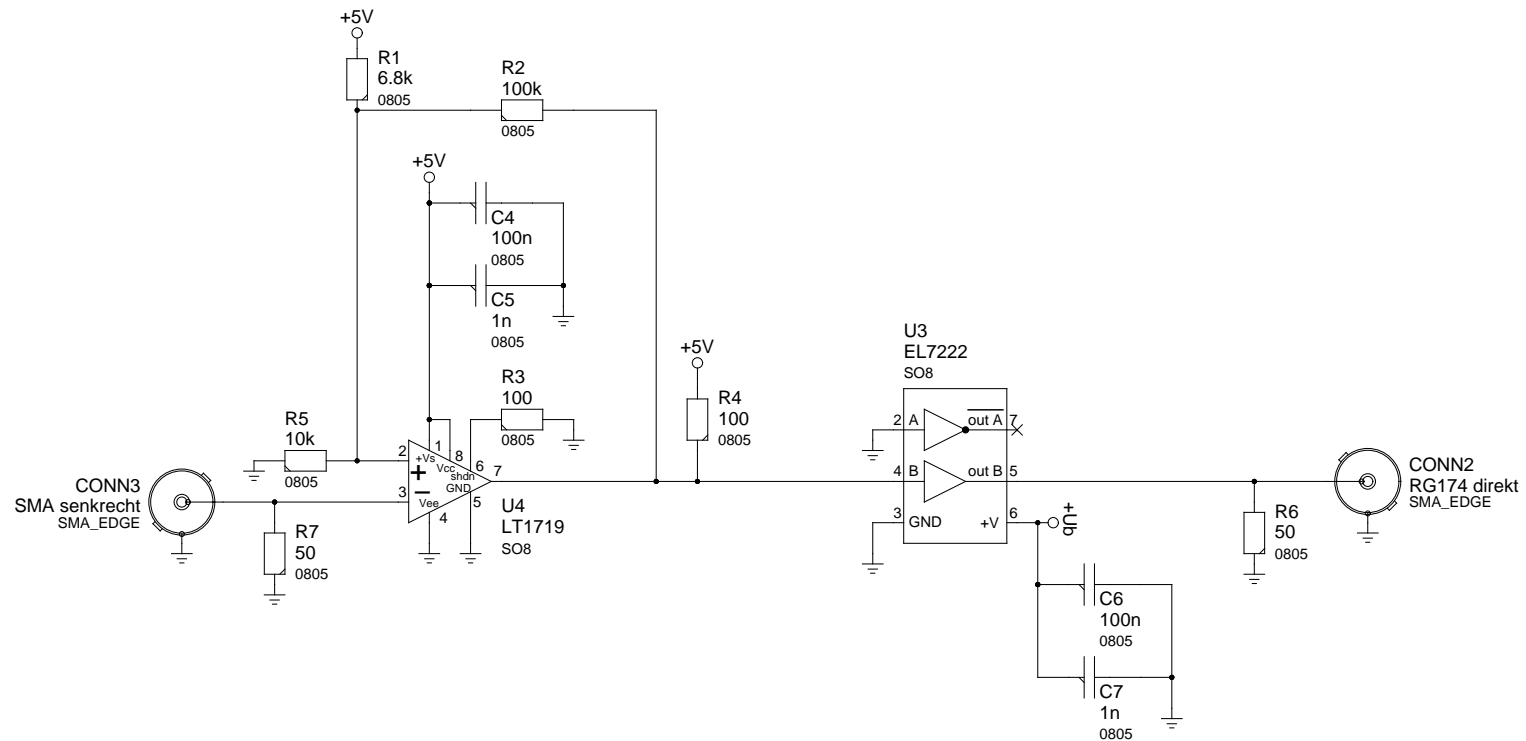 +5V
R1
6.8k
0805
R2
100k
0805
+5V
C4
100n
0805
C5
1n
0805
R3
100
0805
+5V
R4
100
0805
U3
EL7222
SO8
2 A
out A 7
4 B
out B 5
3 GND
+V 6
+Ub
R5
10k
0805
2
+Vs
1
Vcc
8
shdn
6
7
+
−
GND
3
Vee
4
5
U4
LT1719
SO8
CONN3
SMA senkrecht
SMA_EDGE
R7
50
0805
CONN2
RG174 direkt
SMA_EDGE
R6
50
0805
C6
100n
0805
C7
1n
0805